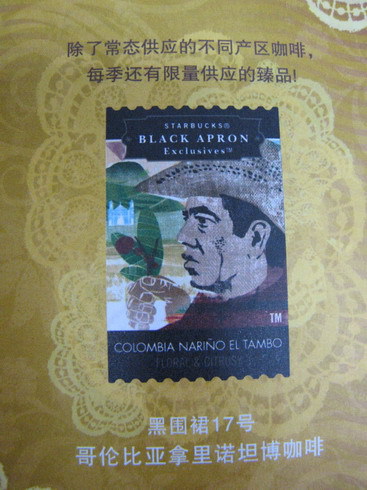 除了常态供应的不同产区咖啡，
每季还有限量供应的臻品!
STARBUCKS®
BLACK APRON
Exclusives™
TM
COLOMBIA NARIÑO EL TAMBO
FLORAL & CITRUSY
黑围裙17号
哥伦比亚拿里诺坦博咖啡